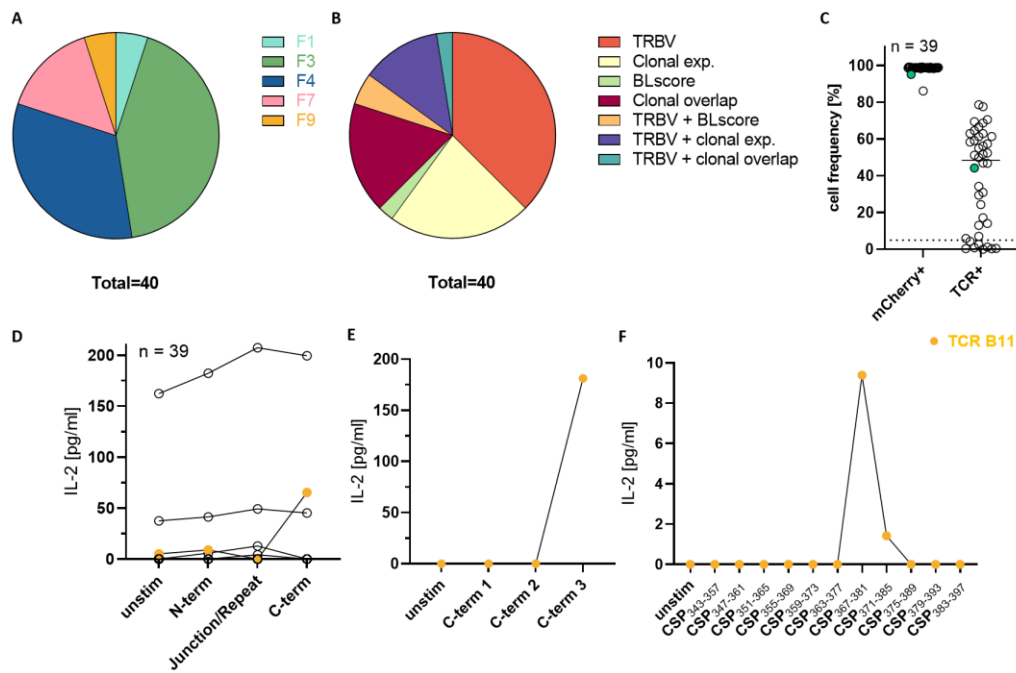 A
F1
F3
F4
F7
F9
Total=40
B
TRBV
Clonal exp.
BLscore
Clonal overlap
TRBV + BLscore
TRBV + clonal exp.
TRBV + clonal overlap
Total=40
C
n = 39
cell frequency [%]
100
80
60
40
20
0
mCherry+
TCR+
D
n = 39
IL-2 [pg/ml]
200
150
100
50
0
unstim
N-term
Junction/Repeat
C-term
E
IL-2 [pg/ml]
200
150
100
50
0
unstim
C-term 1
C-term 2
C-term 3
F
TCR B11
IL-2 [pg/ml]
10
8
6
4
2
0
unstim
CSP343-357
CSP347-361
CSP351-365
CSP355-369
CSP359-373
CSP363-377
CSP367-381
CSP371-385
CSP375-389
CSP379-393
CSP383-397